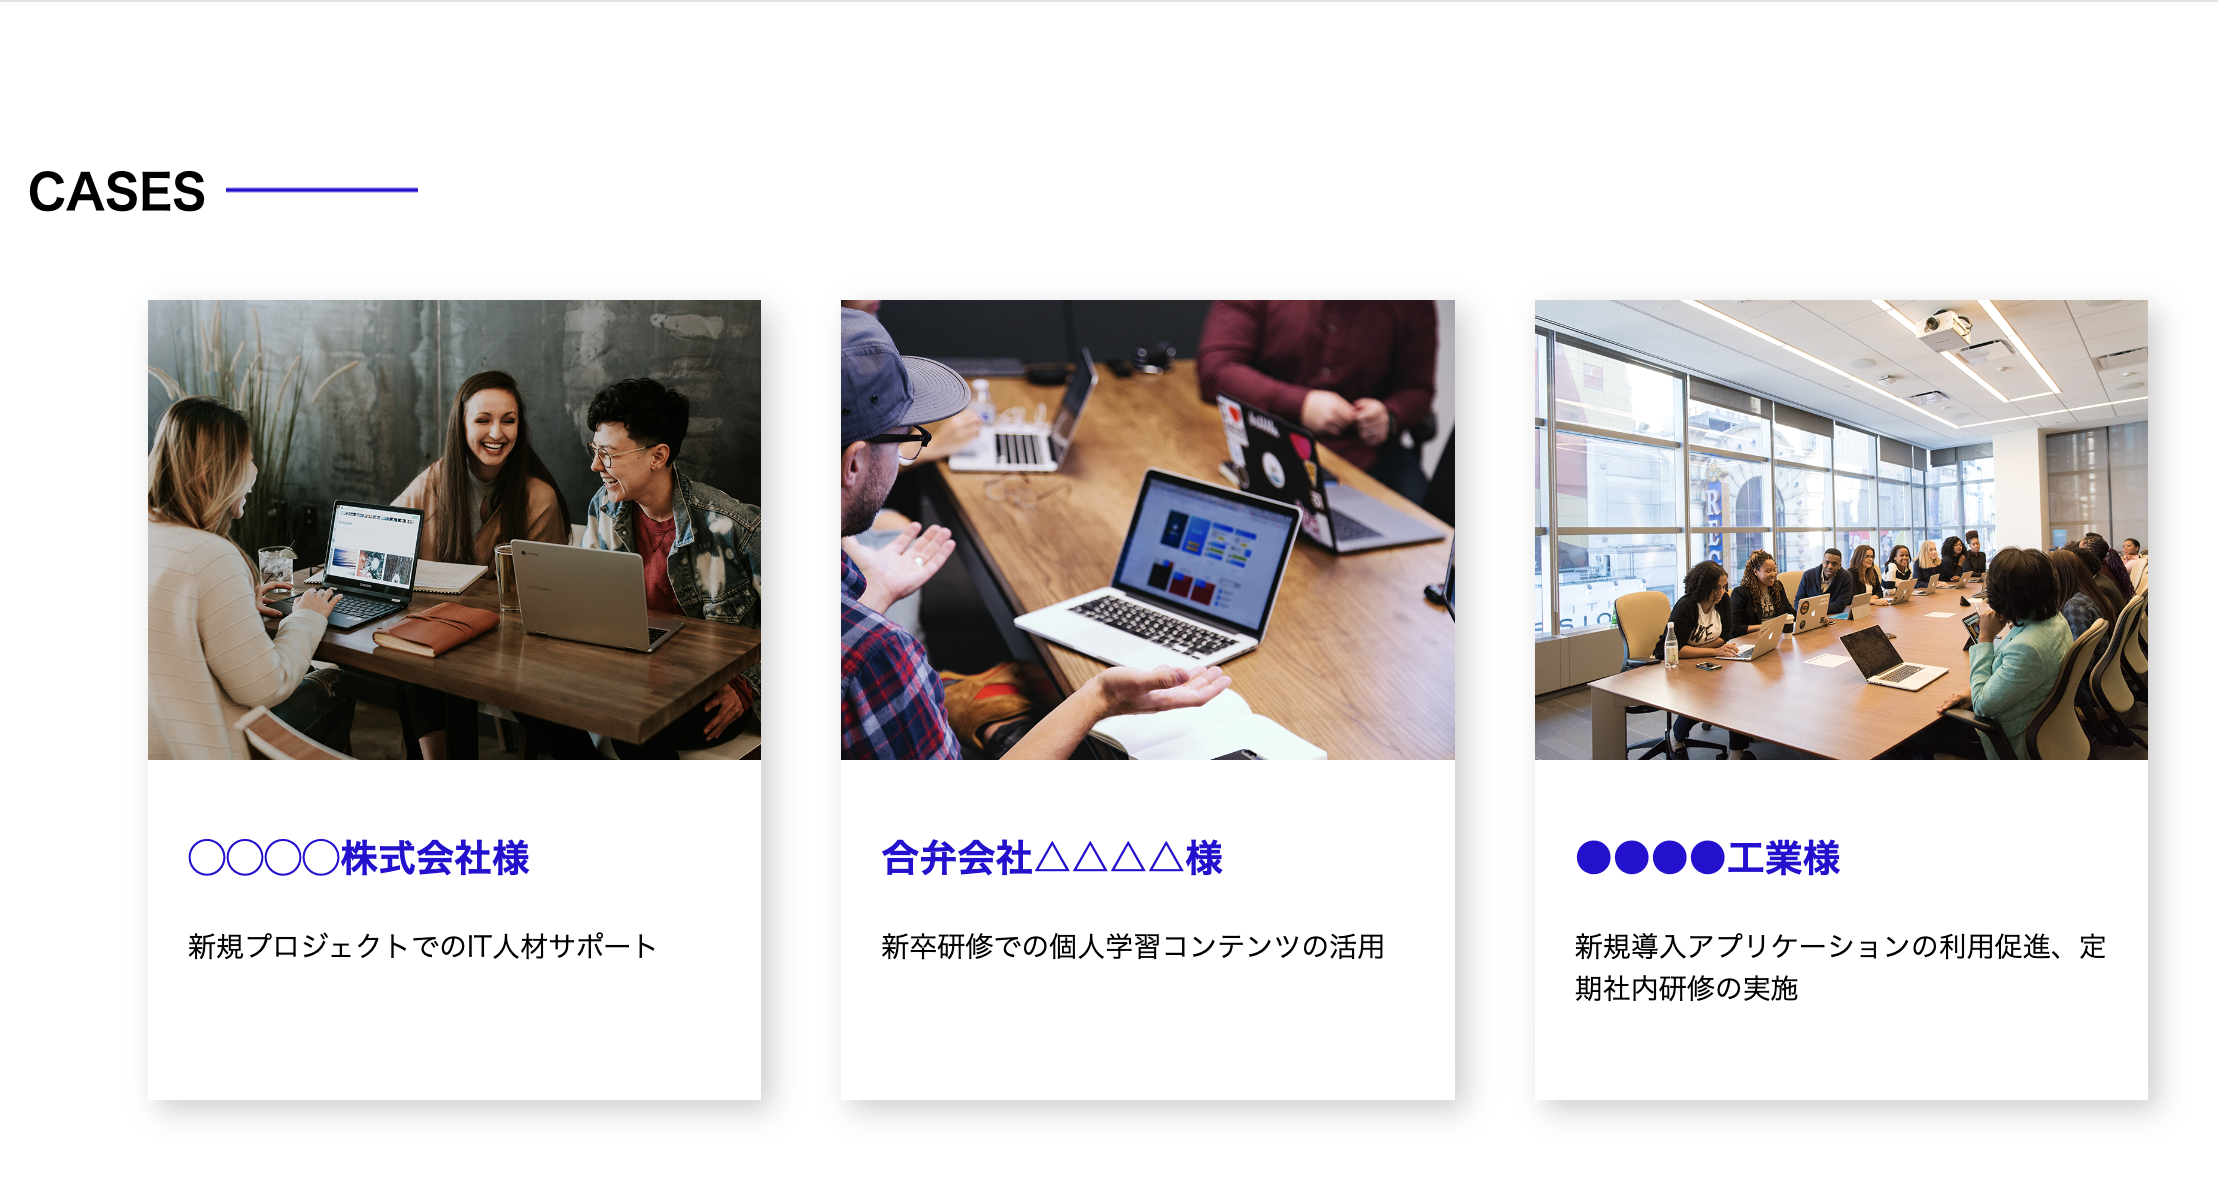 CASES
○○○○株式会社様
合弁会社△△△△様
●●●●工業様
新規プロジェクトでのIT人材サポート
新卒研修での個人学習コンテンツの活用
新規導入アプリケーションの利用促進、定
期社内研修の実施